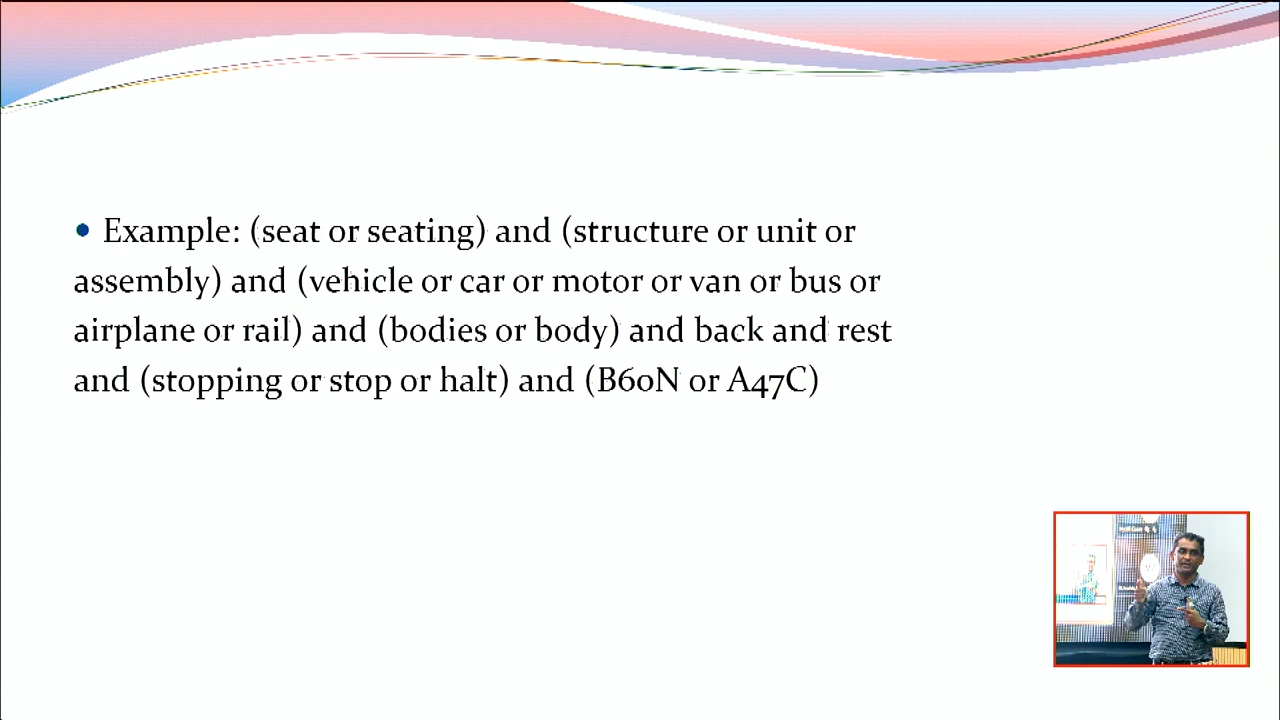 Example: (seat or seating) and (structure or unit or
assembly) and (vehicle or car or motor or van or bus or
airplane or rail) and (bodies or body) and back and rest
and (stopping or stop or halt) and (B60N or A47C)